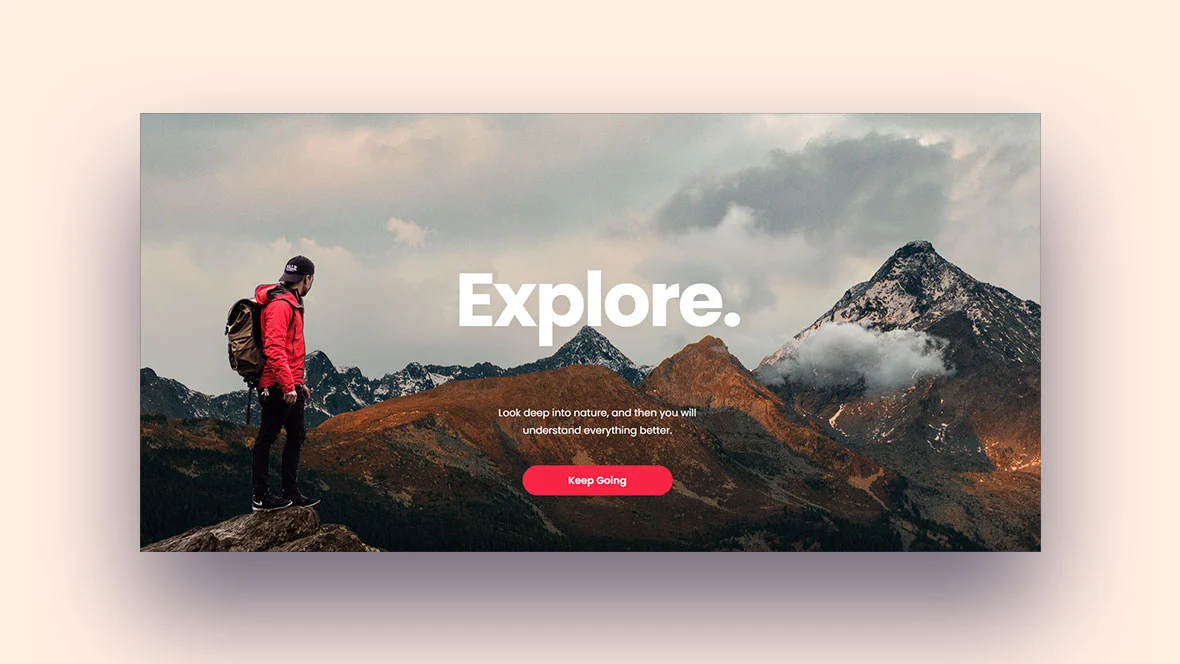 Explore.
Look deep into nature, and then you will
understand everything better.
Keep Going